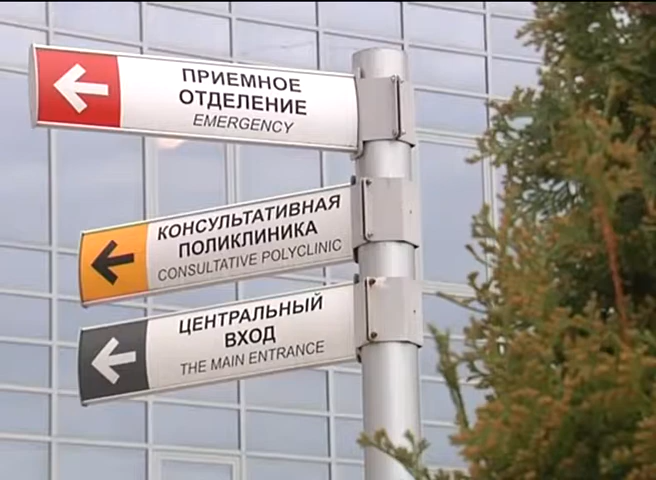 ПРИЕМНОЕ
ОТДЕЛЕНИЕ
EMERGENCY
КОНСУЛЬТАТИВНАЯ
ПОЛИКЛИНИКА
CONSULTATIVE POLYCLINIC
ЦЕНТРАЛЬНЫЙ
ВХОД
THE MAIN ENTRANCE